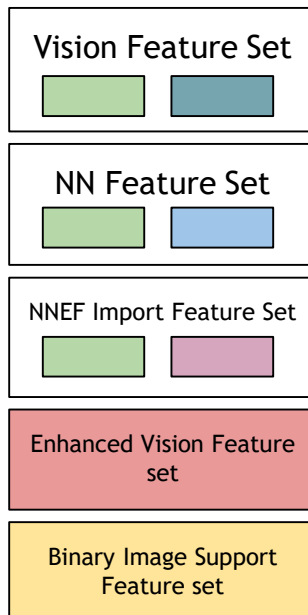 Vision Feature Set
NN Feature Set
NNEF Import Feature Set
Enhanced Vision Feature
set
Binary Image Support
Feature set